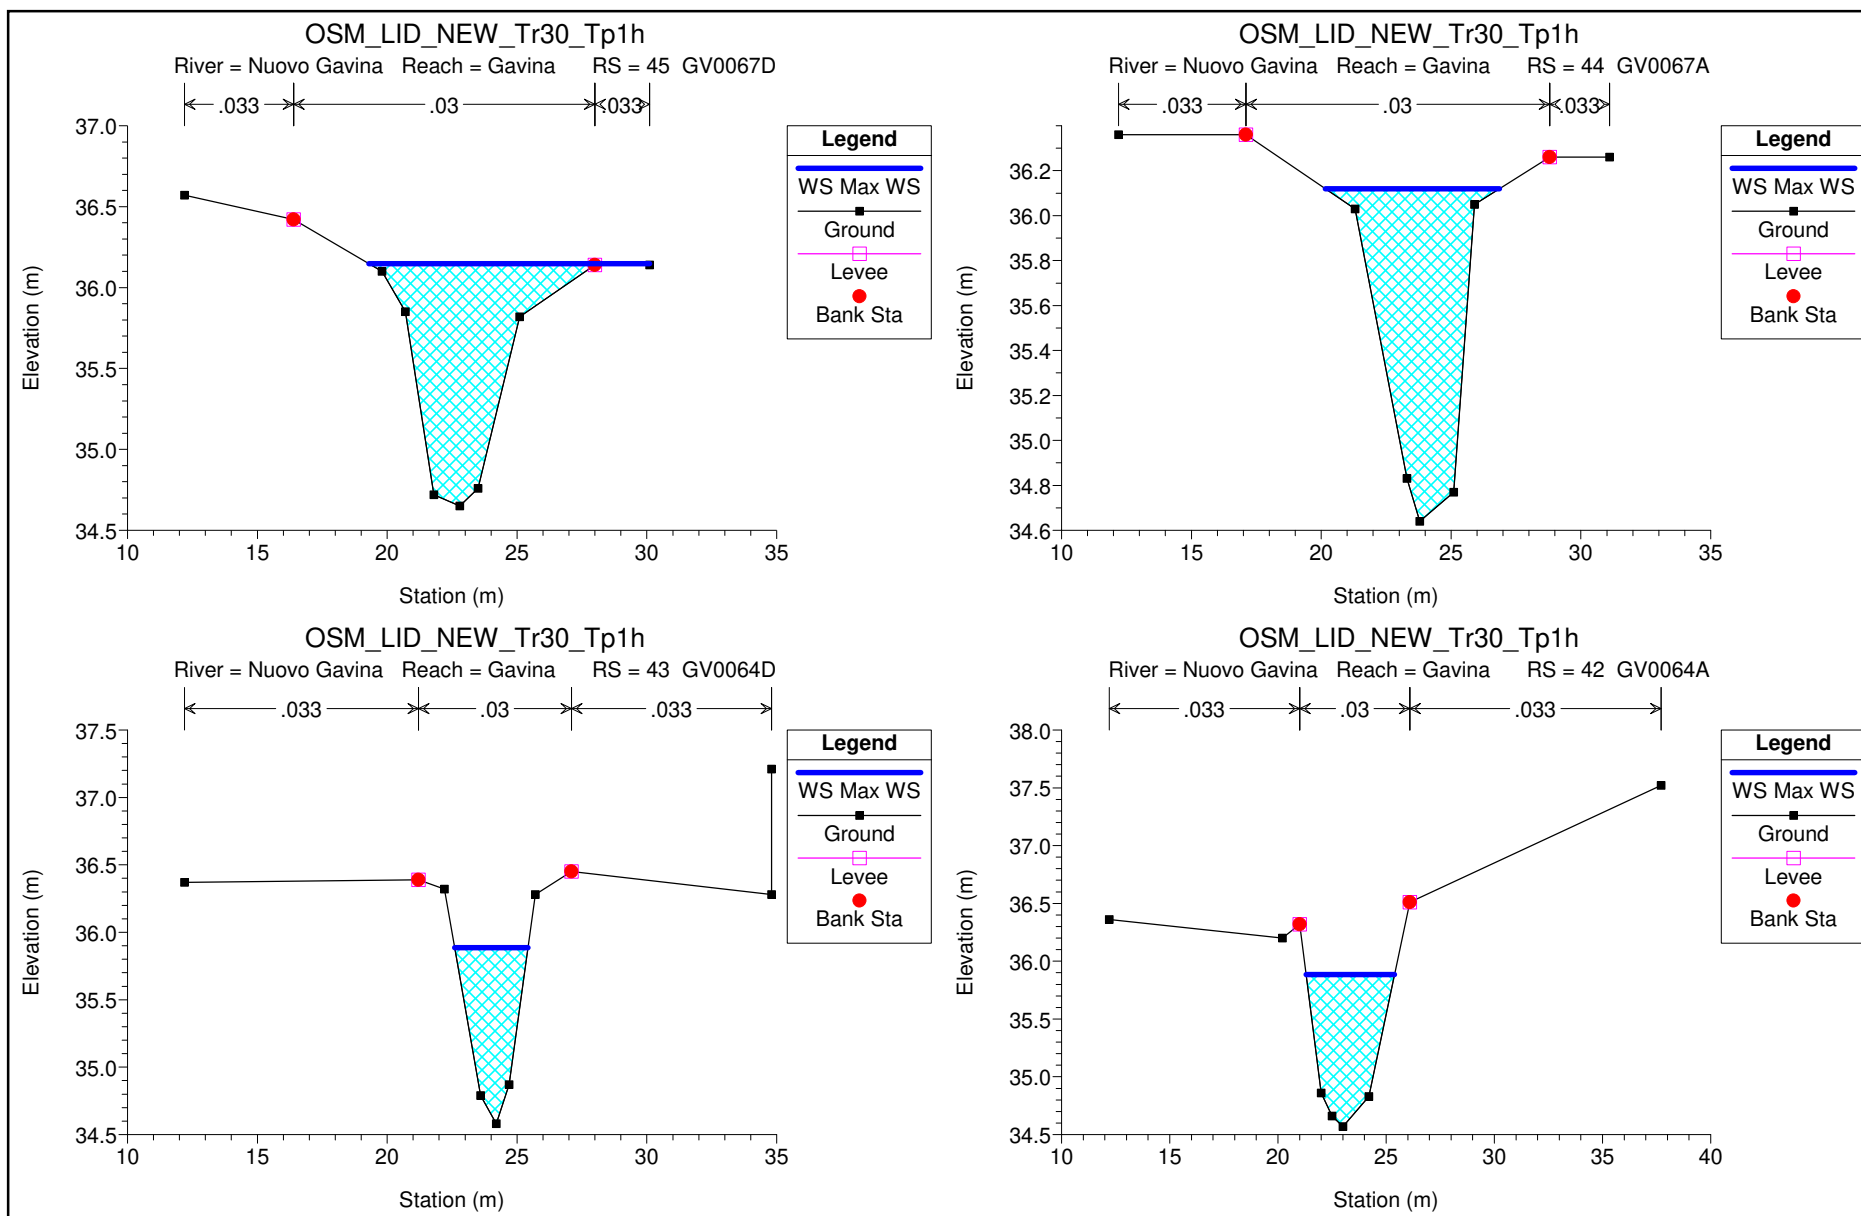 OSM_LID_NEW_Tr30_Tp1h
River = Nuovo Gavina Reach = Gavina RS = 45 GV0067D
.033 .03 .033
37.0
36.5
36.0
35.5
35.0
34.5
10 15 20 25 30 35
Elevation (m)
Station (m)
Legend
WS Max WS
Ground
Levee
Bank Sta
OSM_LID_NEW_Tr30_Tp1h
River = Nuovo Gavina Reach = Gavina RS = 44 GV0067A
.033 .03 .033
36.2
36.0
35.8
35.6
35.4
35.2
35.0
34.8
34.6
10 15 20 25 30 35
Elevation (m)
Station (m)
Legend
WS Max WS
Ground
Levee
Bank Sta
OSM_LID_NEW_Tr30_Tp1h
River = Nuovo Gavina Reach = Gavina RS = 43 GV0064D
.033 .03 .033
37.5
37.0
36.5
36.0
35.5
35.0
34.5
10 15 20 25 30 35
Elevation (m)
Station (m)
Legend
WS Max WS
Ground
Levee
Bank Sta
OSM_LID_NEW_Tr30_Tp1h
River = Nuovo Gavina Reach = Gavina RS = 42 GV0064A
.033 .03 .033
38.0
37.5
37.0
36.5
36.0
35.5
35.0
34.5
10 15 20 25 30 35 40
Elevation (m)
Station (m)
Legend
WS Max WS
Ground
Levee
Bank Sta